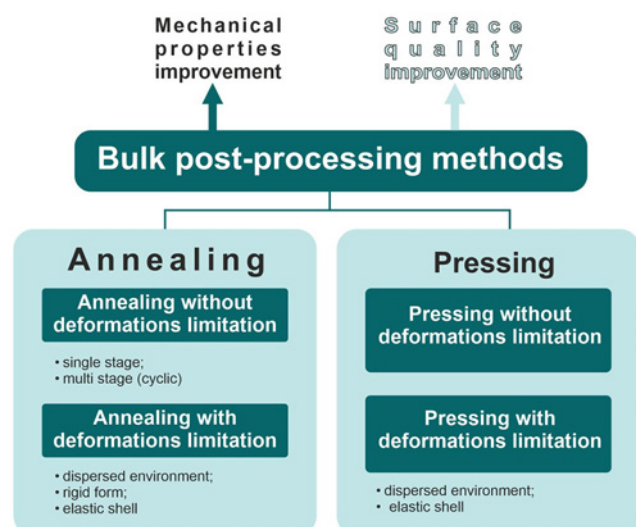 Mechanical
properties
improvement
Surface
quality
improvement
Bulk post-processing methods
Annealing
Annealing without
deformations limitation
• single stage;
• multi stage (cyclic)
Annealing with
deformations limitation
• dispersed environment;
• rigid form;
• elastic shell
Pressing
Pressing without
deformations limitation
Pressing with
deformations limitation
• dispersed environment;
• elastic shell